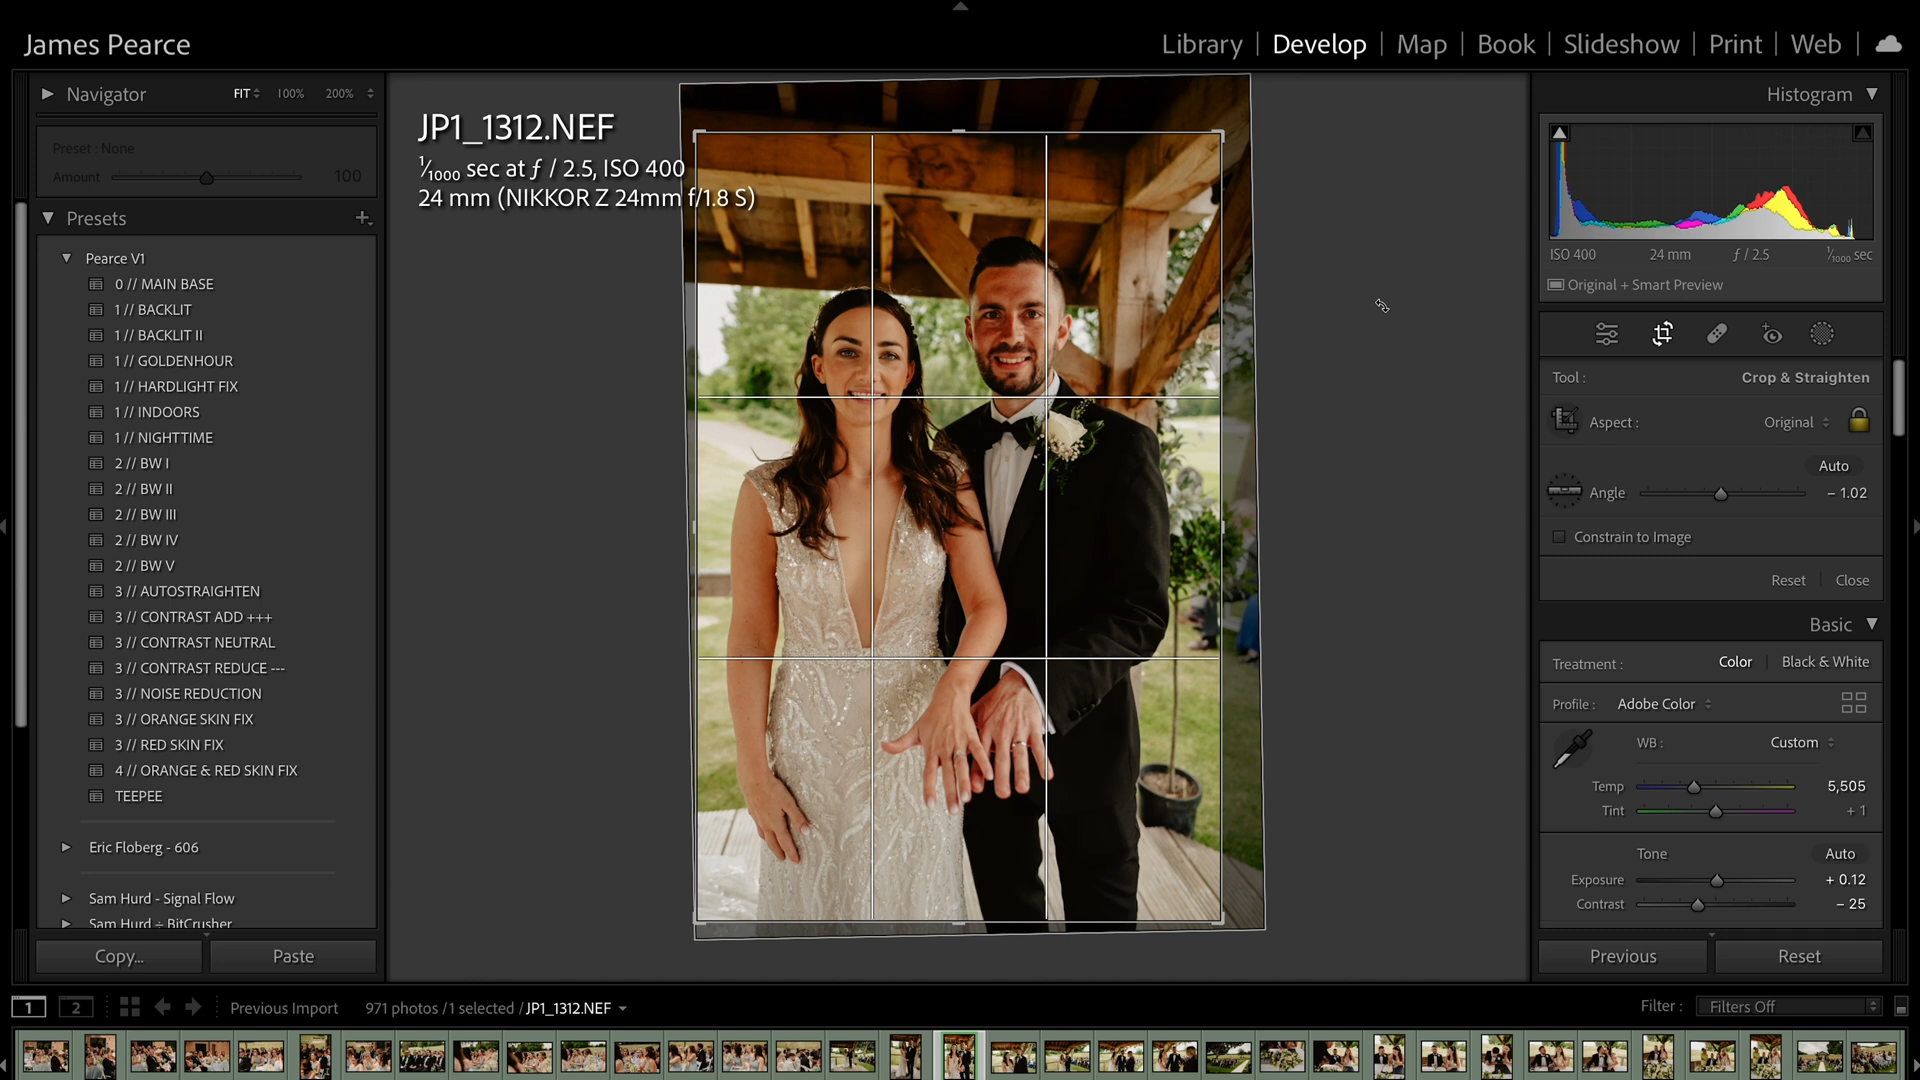 James Pearce
Library
Develop
Map
Book
Slideshow
Print
Web
Navigator
FIT
100%
200%
Preset : None
Amount
100
Presets
Pearce V1
0 // MAIN BASE
1 // BACKLIT
1 // BACKLIT II
1 // GOLDENHOUR
1 // HARDLIGHT FIX
1 // INDOORS
1 // NIGHTTIME
2 // BW I
2 // BW II
2 // BW III
2 // BW IV
2 // BW V
3 // AUTOSTRAIGHTEN
3 // CONTRAST ADD +++
3 // CONTRAST NEUTRAL
3 // CONTRAST REDUCE ---
3 // NOISE REDUCTION
3 // ORANGE SKIN FIX
3 // RED SKIN FIX
4 // ORANGE & RED SKIN FIX
TEEPEE
Eric Floberg - 606
Sam Hurd - Signal Flow
Sam Hurd ÷ BitCrusher
Copy...
Paste
JP1_1312.NEF
1/1000 sec at ƒ / 2.5, ISO 400
24 mm (NIKKOR Z 24mm f/1.8 S)
Histogram
ISO 400
24 mm
ƒ / 2.5
1/1000 sec
Original + Smart Preview
Tool :
Crop & Straighten
Aspect :
Original
Auto
Angle
– 1.02
Constrain to Image
Reset
Close
Basic
Treatment :
Color
Black & White
Profile :
Adobe Color
WB :
Custom
Temp
5,505
Tint
+ 1
Tone
Auto
Exposure
+ 0.12
Contrast
– 25
Previous
Reset
1
2
Previous Import
971 photos / 1 selected / JP1_1312.NEF
Filter :
Filters Off